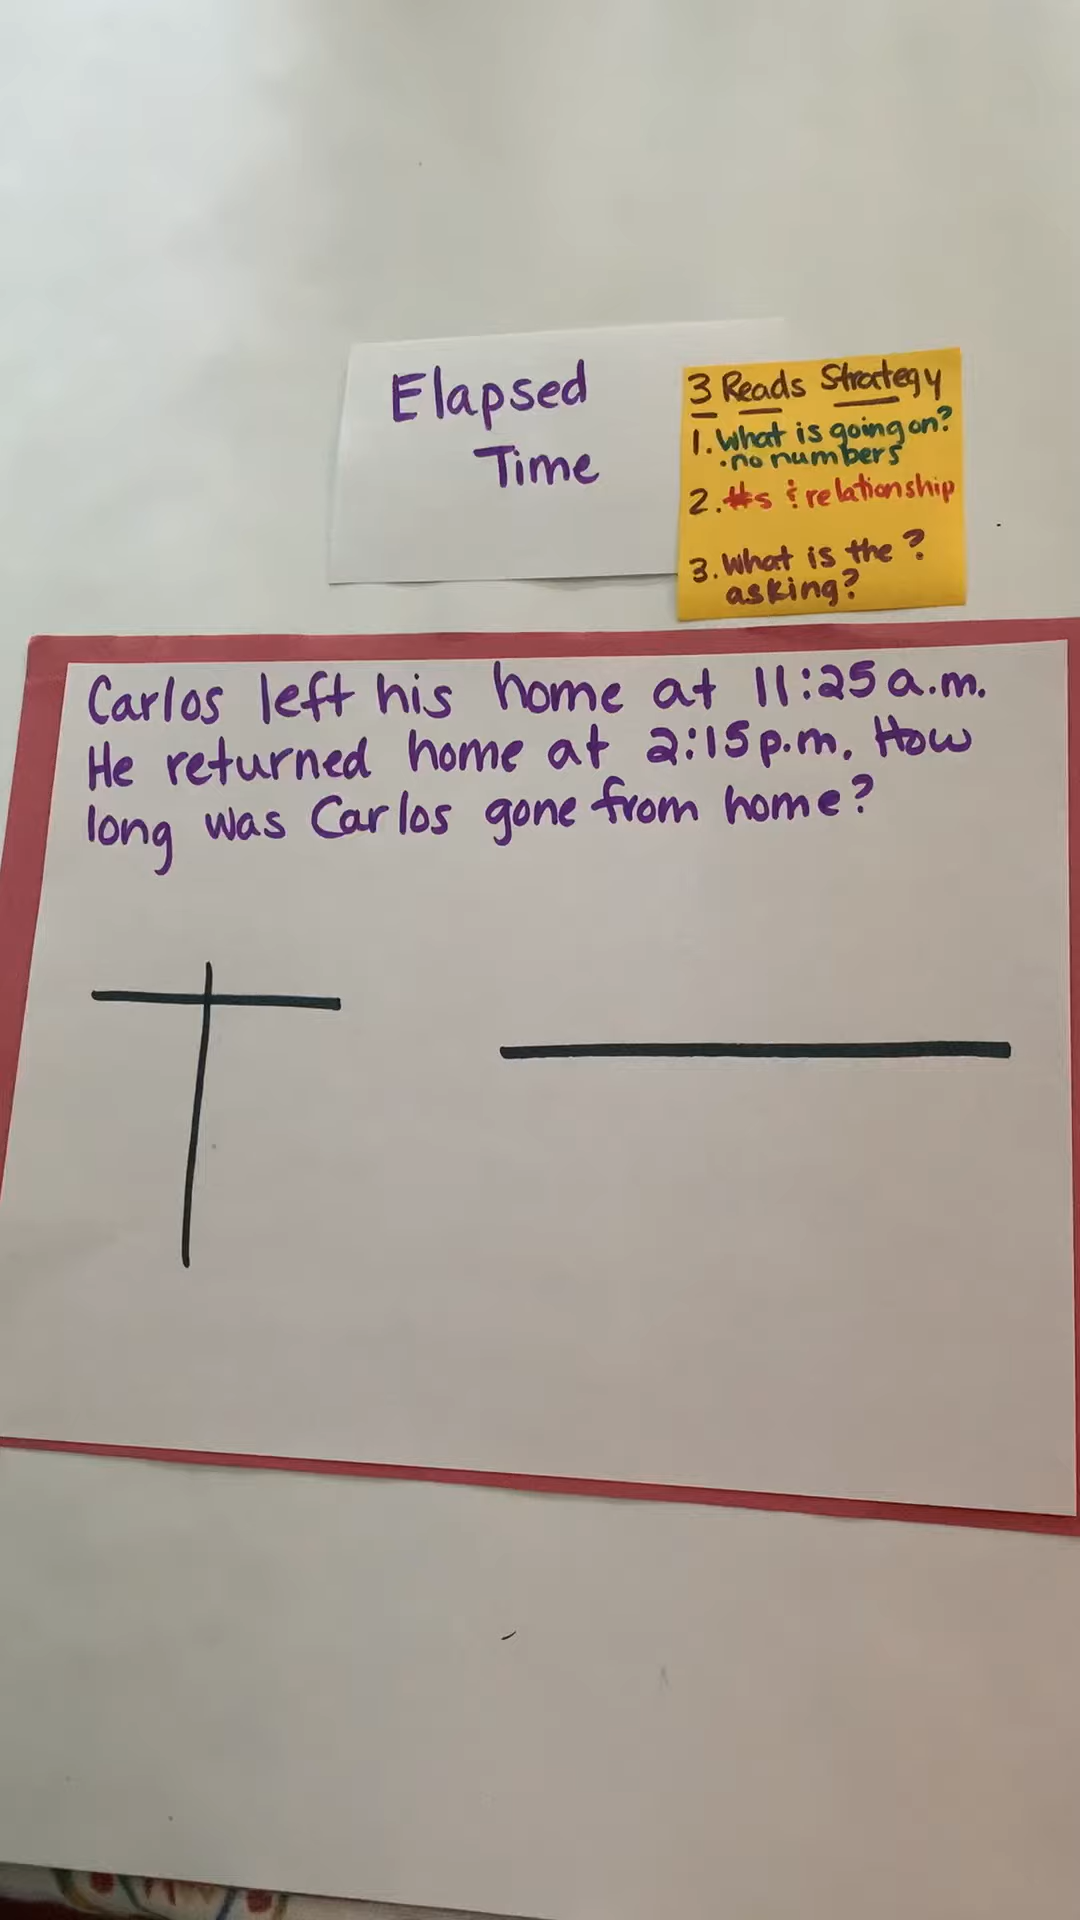 Elapsed
Time
3 Reads Strategy
1. What is going on?
. no numbers
2. #s & relationship
3. What is the ?
asking?
Carlos left his home at 11:25 a.m.
He returned home at 2:15 p.m. How
long was Carlos gone from home?